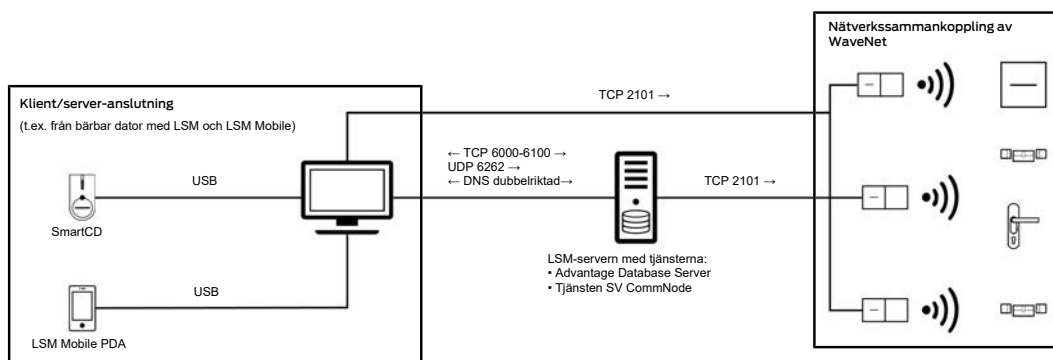 Nätverkssammankoppling av
WaveNet
Klient/server-anslutning
(t.ex. från bärbar dator med LSM och LSM Mobile)
TCP 2101 →
← TCP 6000-6100 →
UDP 6262 →
← DNS dubbelriktad→
USB
TCP 2101 →
SmartCD
LSM-servern med tjänsterna:
• Advantage Database Server
• Tjänsten SV CommNode
USB
LSM Mobile PDA